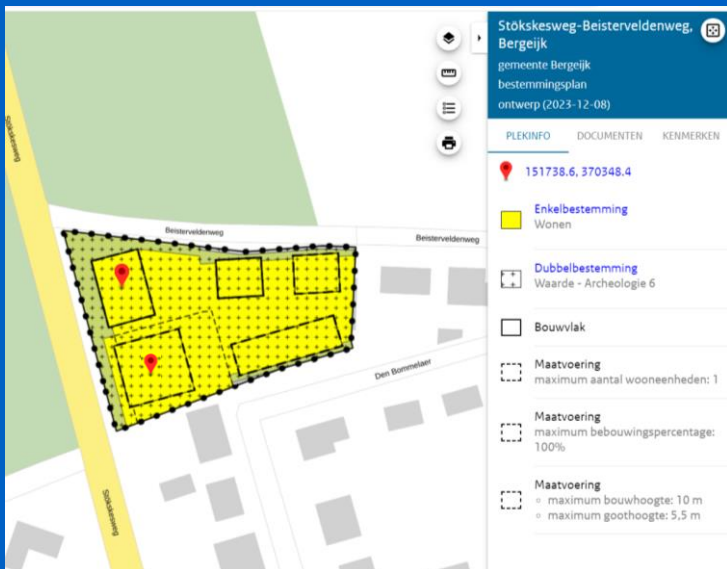 Stökskesweg-Beisterveldenweg,
Bergeijk
gemeente Bergeijk
bestemmingsplan
ontwerp (2023-12-08)
PLEKINFO DOCUMENTEN KENMERKEN
151738.6, 370348.4
Enkelbestemming
Wonen
Dubbelbestemming
Waarde - Archeologie 6
Bouwvlak
Maatvoering
maximum aantal wooneenheden: 1
Maatvoering
maximum bebouwingspercentage:
100%
Maatvoering
maximum bouwhoogte: 10 m
maximum goothoogte: 5,5 m
Stökskesweg
Beisterveldenweg
Beisterveldenweg
Den Bommelaer
Stökskesweg